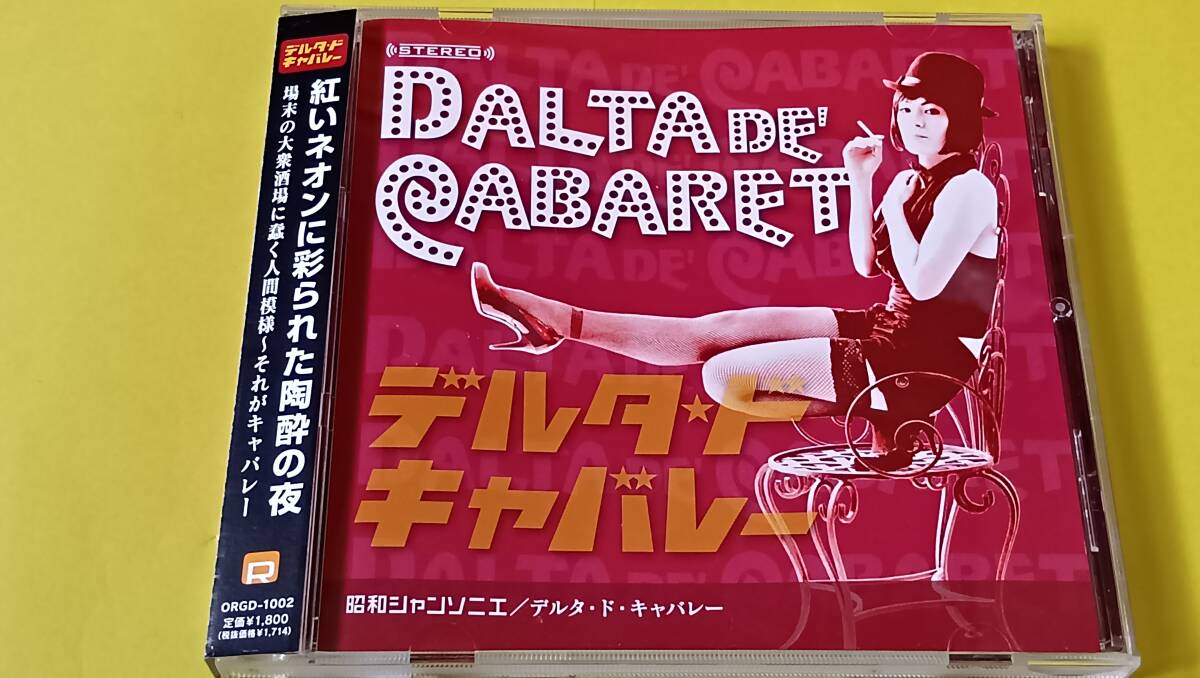 デルタ・ド
キャバレー
紅いネオンに彩られた陶酔の夜
場末の大衆酒場に蠢く人間模様～それがキャバレー
R
ORGD-1002
定価¥1,800
(税抜価格¥1,714)
STEREO
DALTA DE'
CABARET
デルタ・ド
キャバレー
昭和シャンソニエ／デルタ・ド・キャバレー